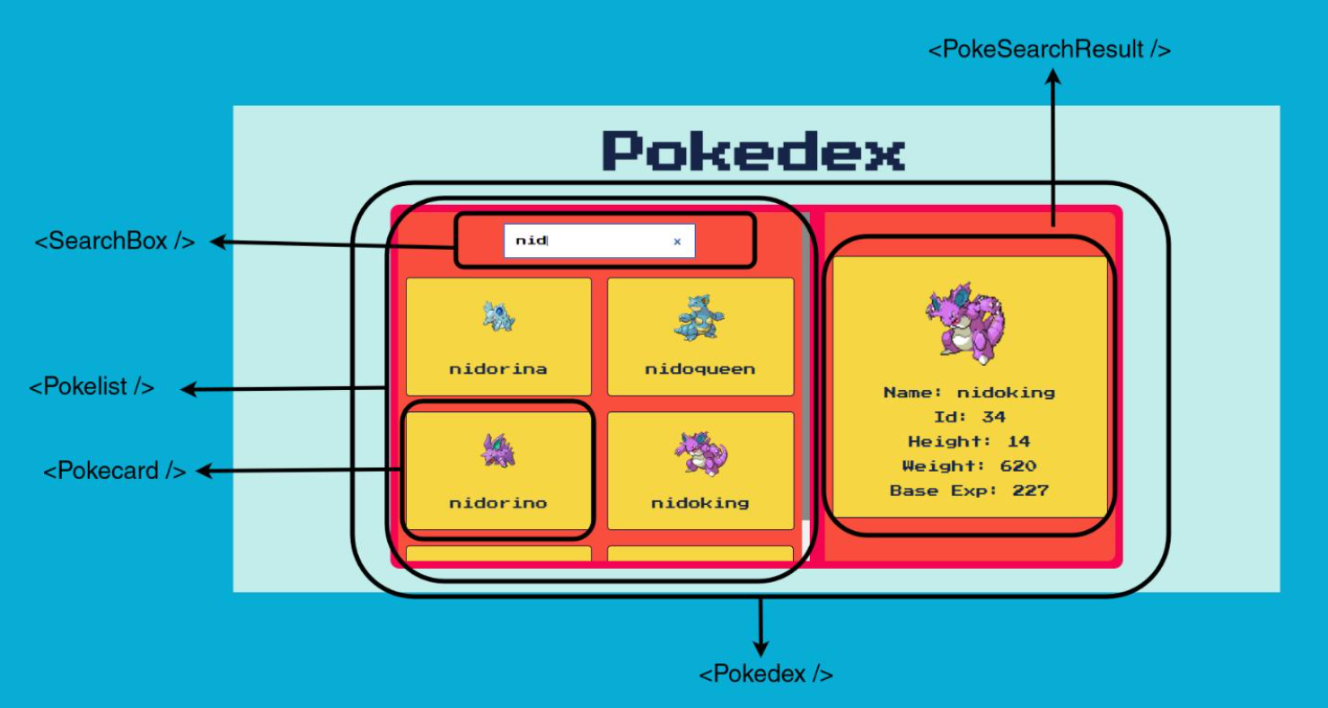 <PokeSearchResult />
Pokedex
<SearchBox />
nid
×
nidorina
nidoqueen
<Pokelist />
<Pokecard />
nidorino
nidoking
Name: nidoking
Id: 34
Height: 14
Weight: 620
Base Exp: 227
<Pokedex />